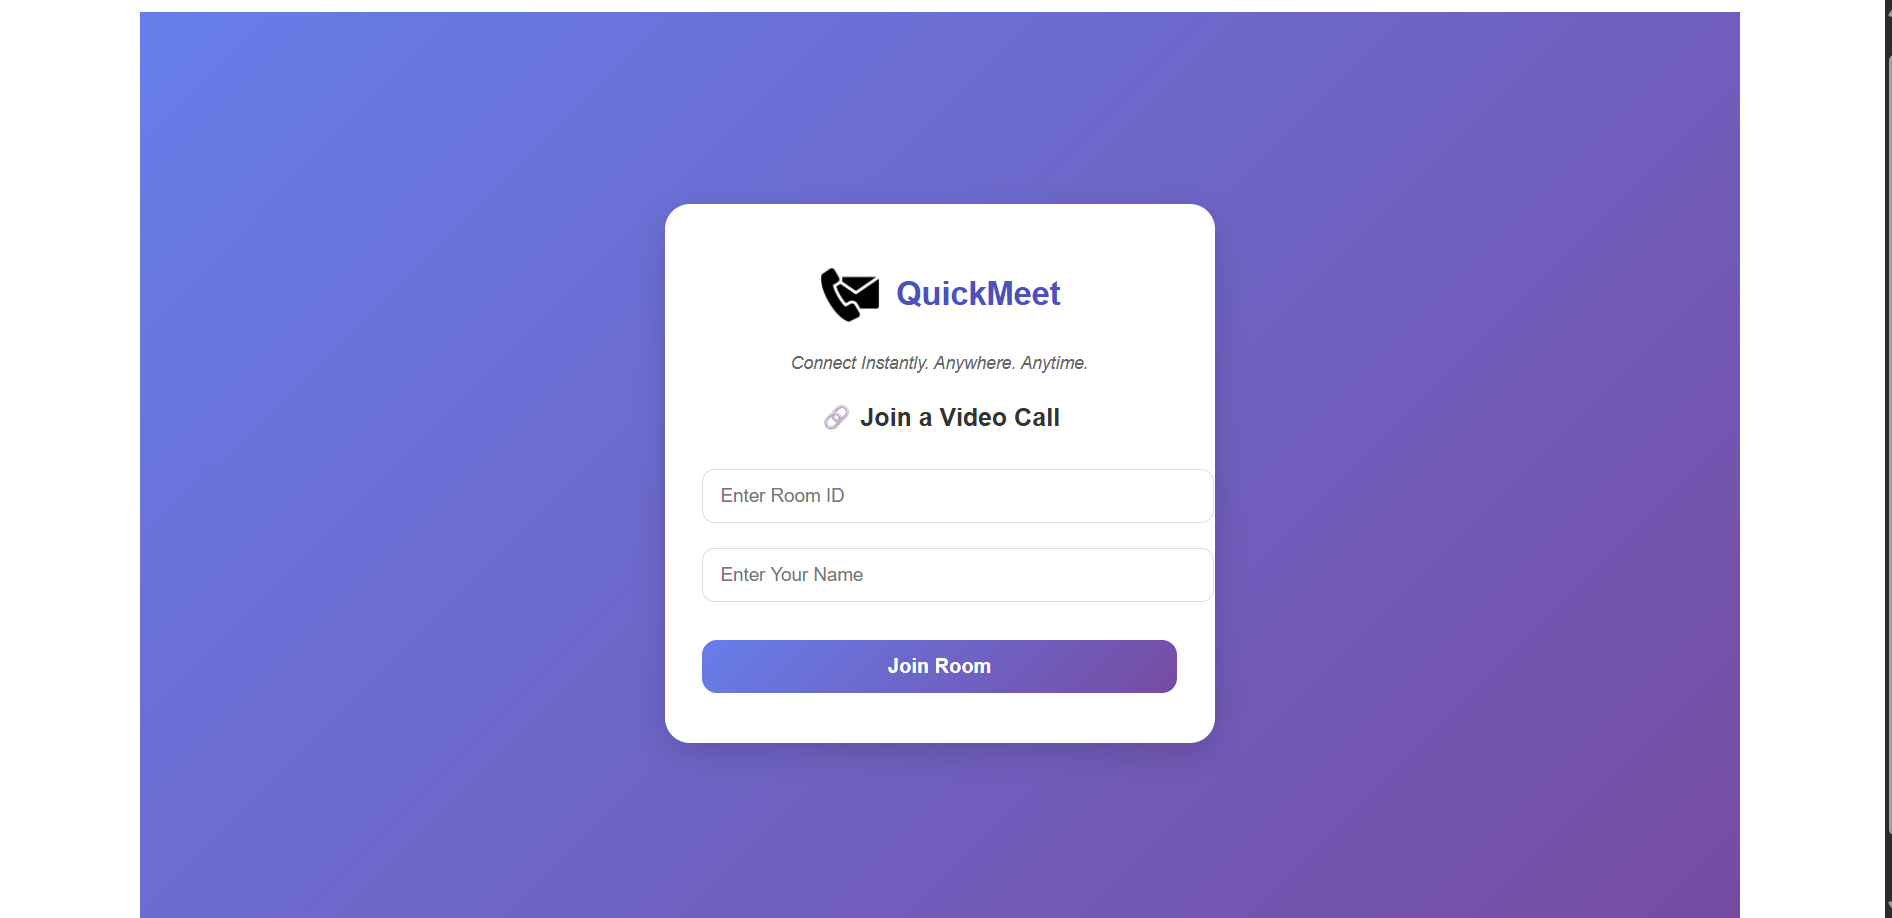 QuickMeet
Connect Instantly. Anywhere. Anytime.
🔗 Join a Video Call
Enter Room ID
Enter Your Name
Join Room